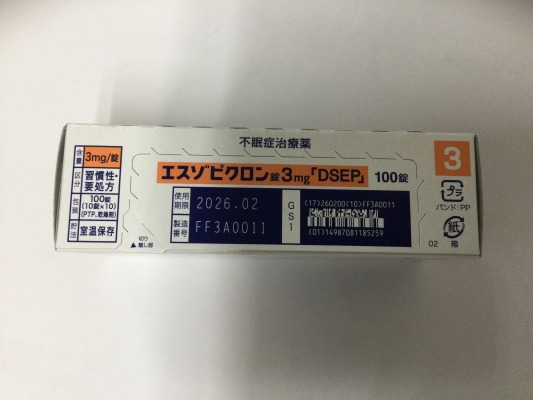 不眠症治療薬
含量
3mg/錠
区分
習慣性・
要処方
包装
100錠
(10錠×10)
(PTP、乾燥剤)
貯法
室温保存
エスゾピクロン錠3mg「DSEP」 100錠
使用
期限
2026.02
製造
番号
FF3A0011
GS1
(17)260200(10)FF3A0011
(01)14987081185259
▲切り離し部
3
プラ
バンド:PP
紙
02 箱